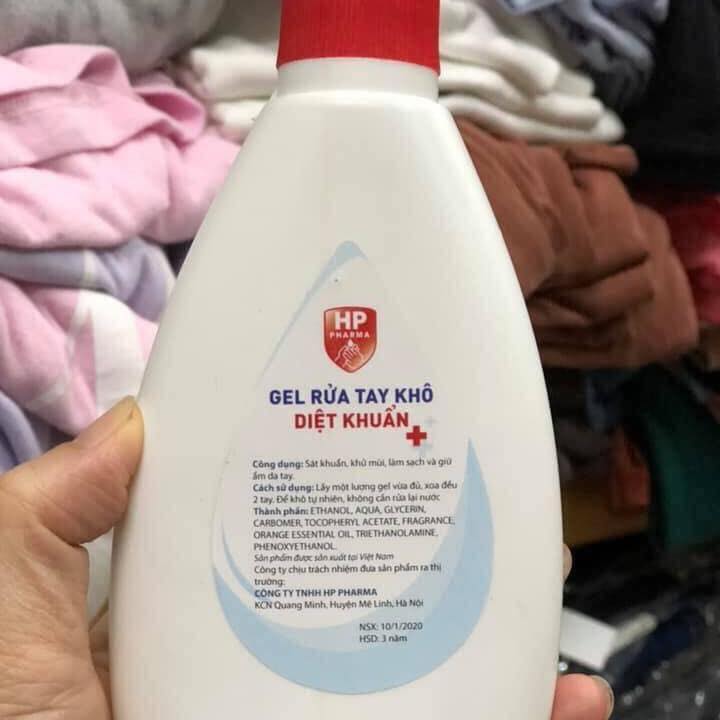 HP
PHARMA
GEL RỬA TAY KHÔ
DIỆT KHUẨN
Công dụng: Sát khuẩn, khử mùi, làm sạch và giữ
ẩm da tay.
Cách sử dụng: Lấy một lượng gel vừa đủ, xoa đều
2 tay. Để khô tự nhiên, không cần rửa lại nước
Thành phần: ETHANOL, AQUA, GLYCERIN,
CARBOMER, TOCOPHERYL ACETATE, FRAGRANCE,
ORANGE ESSENTIAL OIL, TRIETHANOLAMINE,
PHENOXYETHANOL.
Sản phẩm được sản xuất tại Việt Nam
Công ty chịu trách nhiệm đưa sản phẩm ra thị
trường:
CÔNG TY TNHH HP PHARMA
KCN Quang Minh, Huyện Mê Linh, Hà Nội
NSX: 10/1/2020
HSD: 3 năm